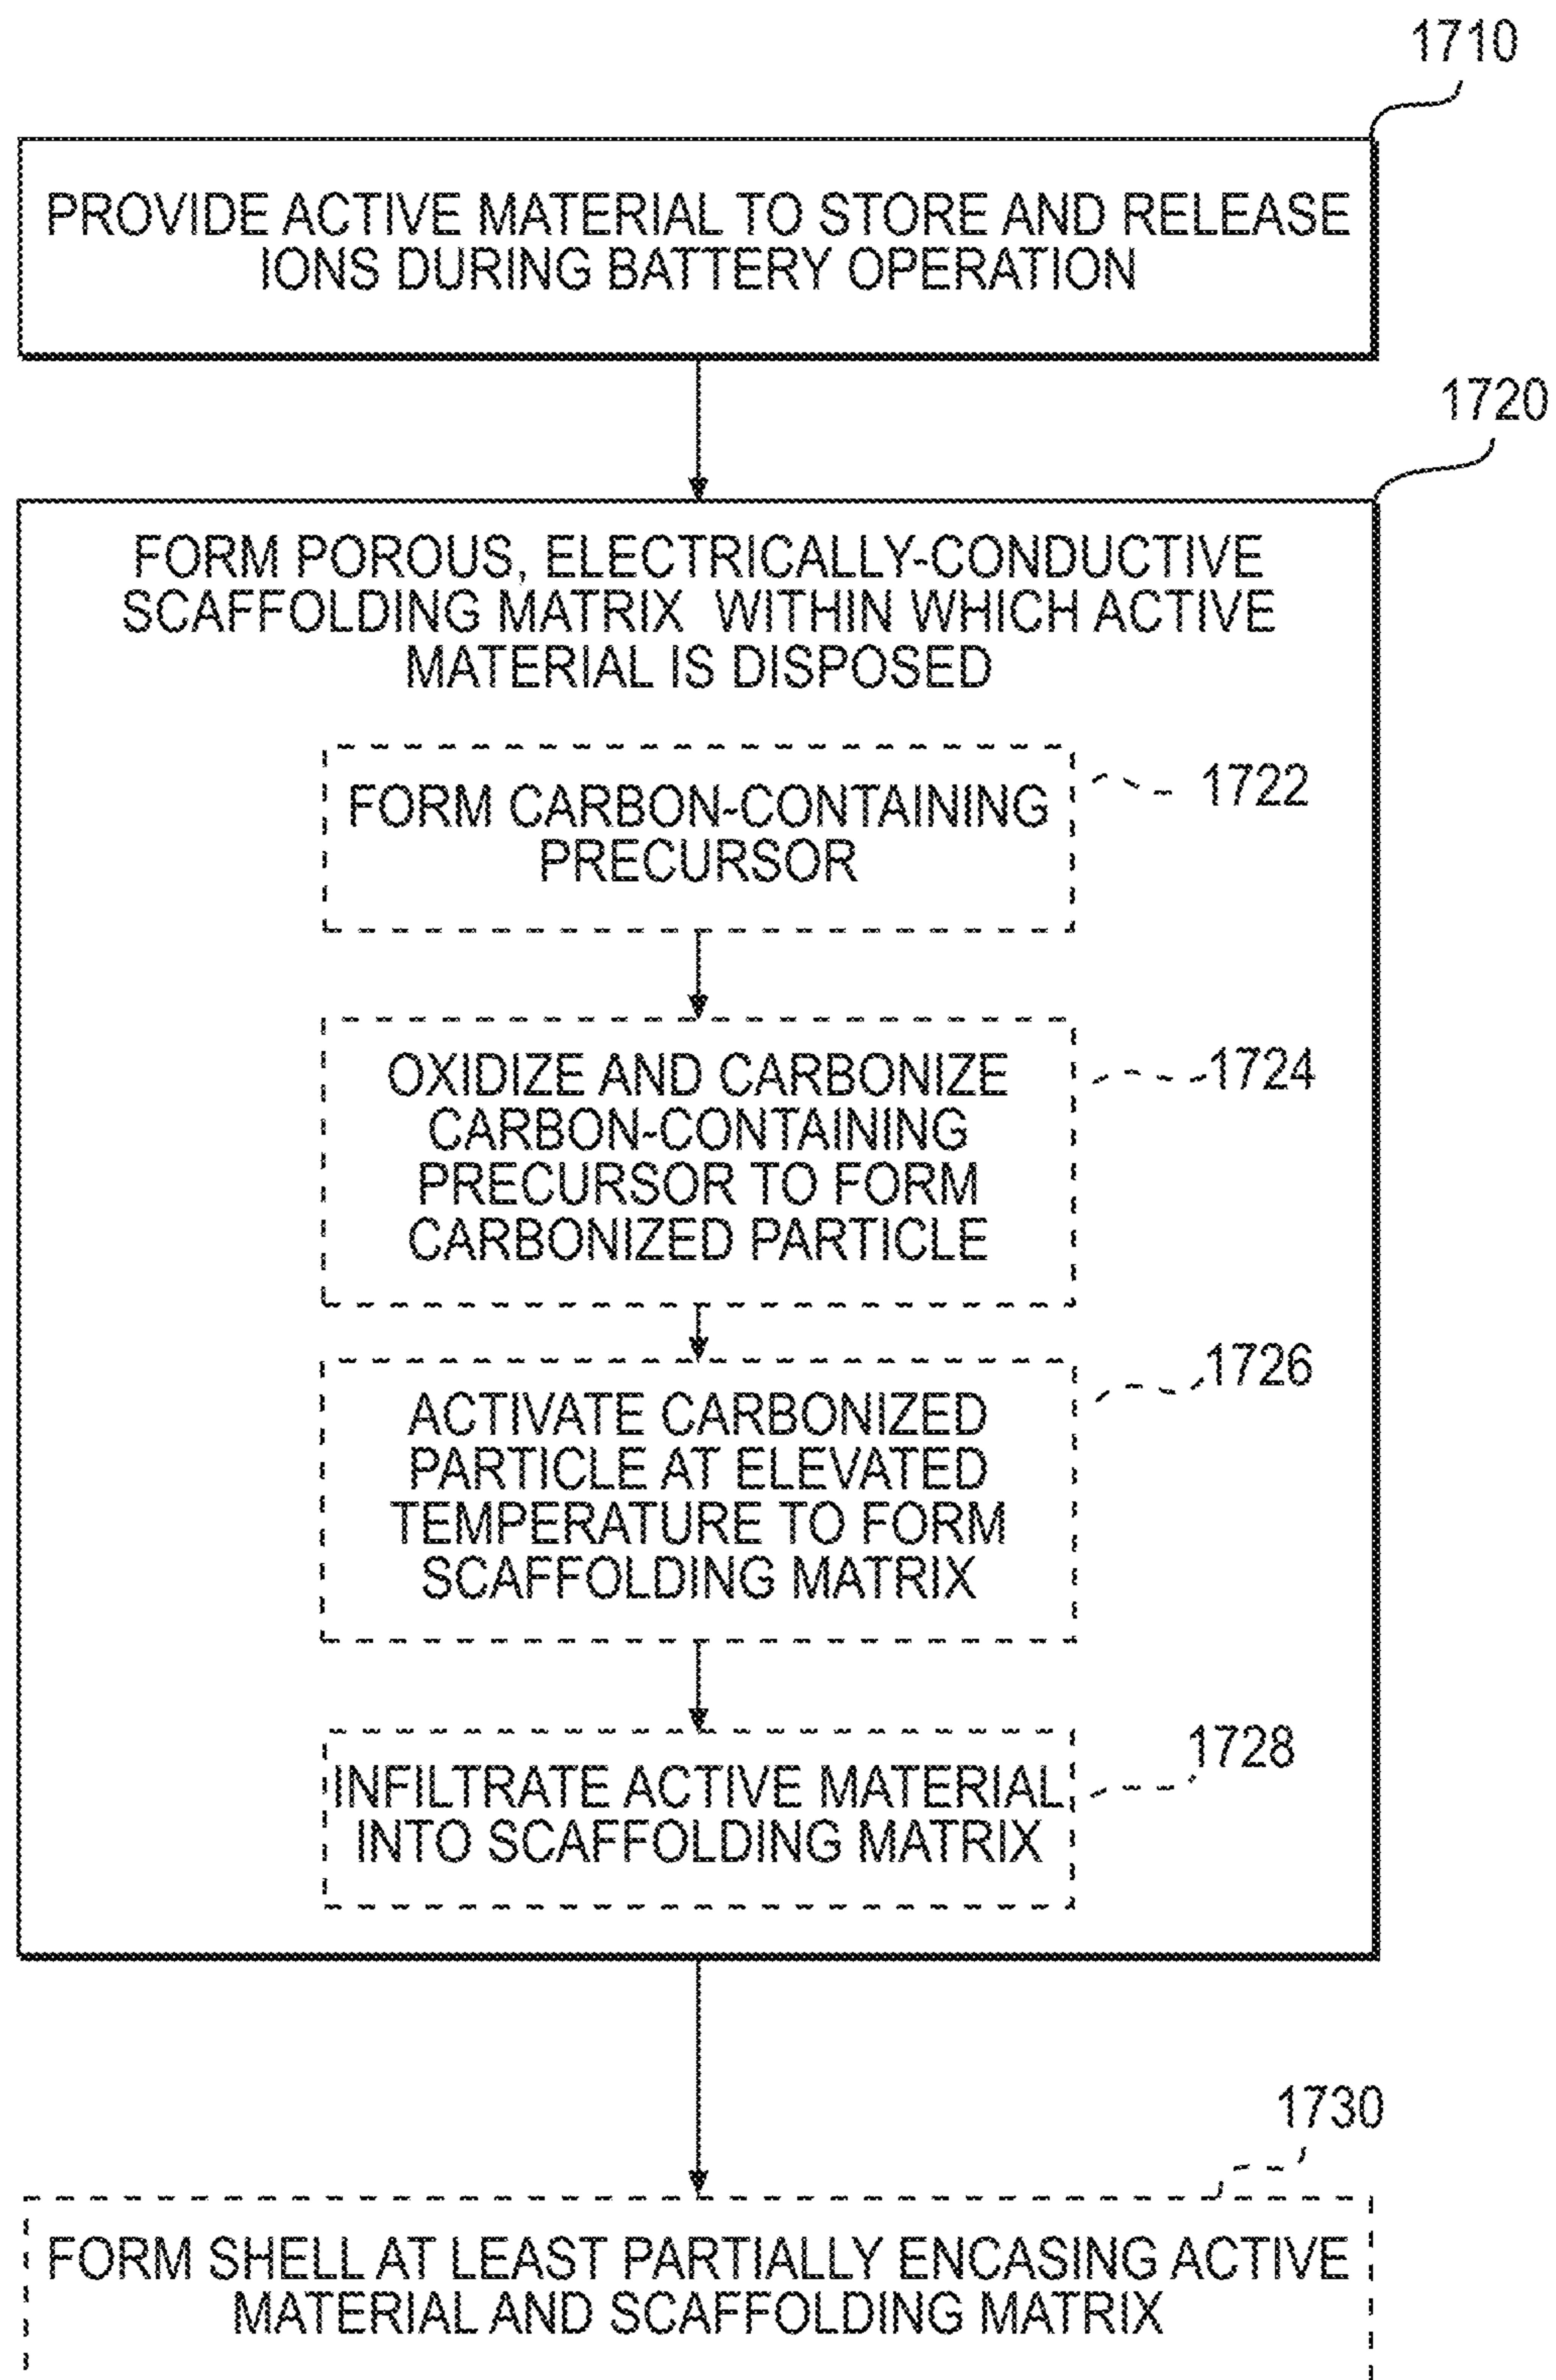 1710
PROVIDE ACTIVE MATERIAL TO STORE AND RELEASE
IONS DURING BATTERY OPERATION
1720
FORM POROUS, ELECTRICALLY-CONDUCTIVE
SCAFFOLDING MATRIX WITHIN WHICH ACTIVE
MATERIAL IS DISPOSED
1722
FORM CARBON-CONTAINING
PRECURSOR
1724
OXIDIZE AND CARBONIZE
CARBON-CONTAINING
PRECURSOR TO FORM
CARBONIZED PARTICLE
1726
ACTIVATE CARBONIZED
PARTICLE AT ELEVATED
TEMPERATURE TO FORM
SCAFFOLDING MATRIX
1728
INFILTRATE ACTIVE MATERIAL
INTO SCAFFOLDING MATRIX
1730
FORM SHELL AT LEAST PARTIALLY ENCASING ACTIVE
MATERIAL AND SCAFFOLDING MATRIX